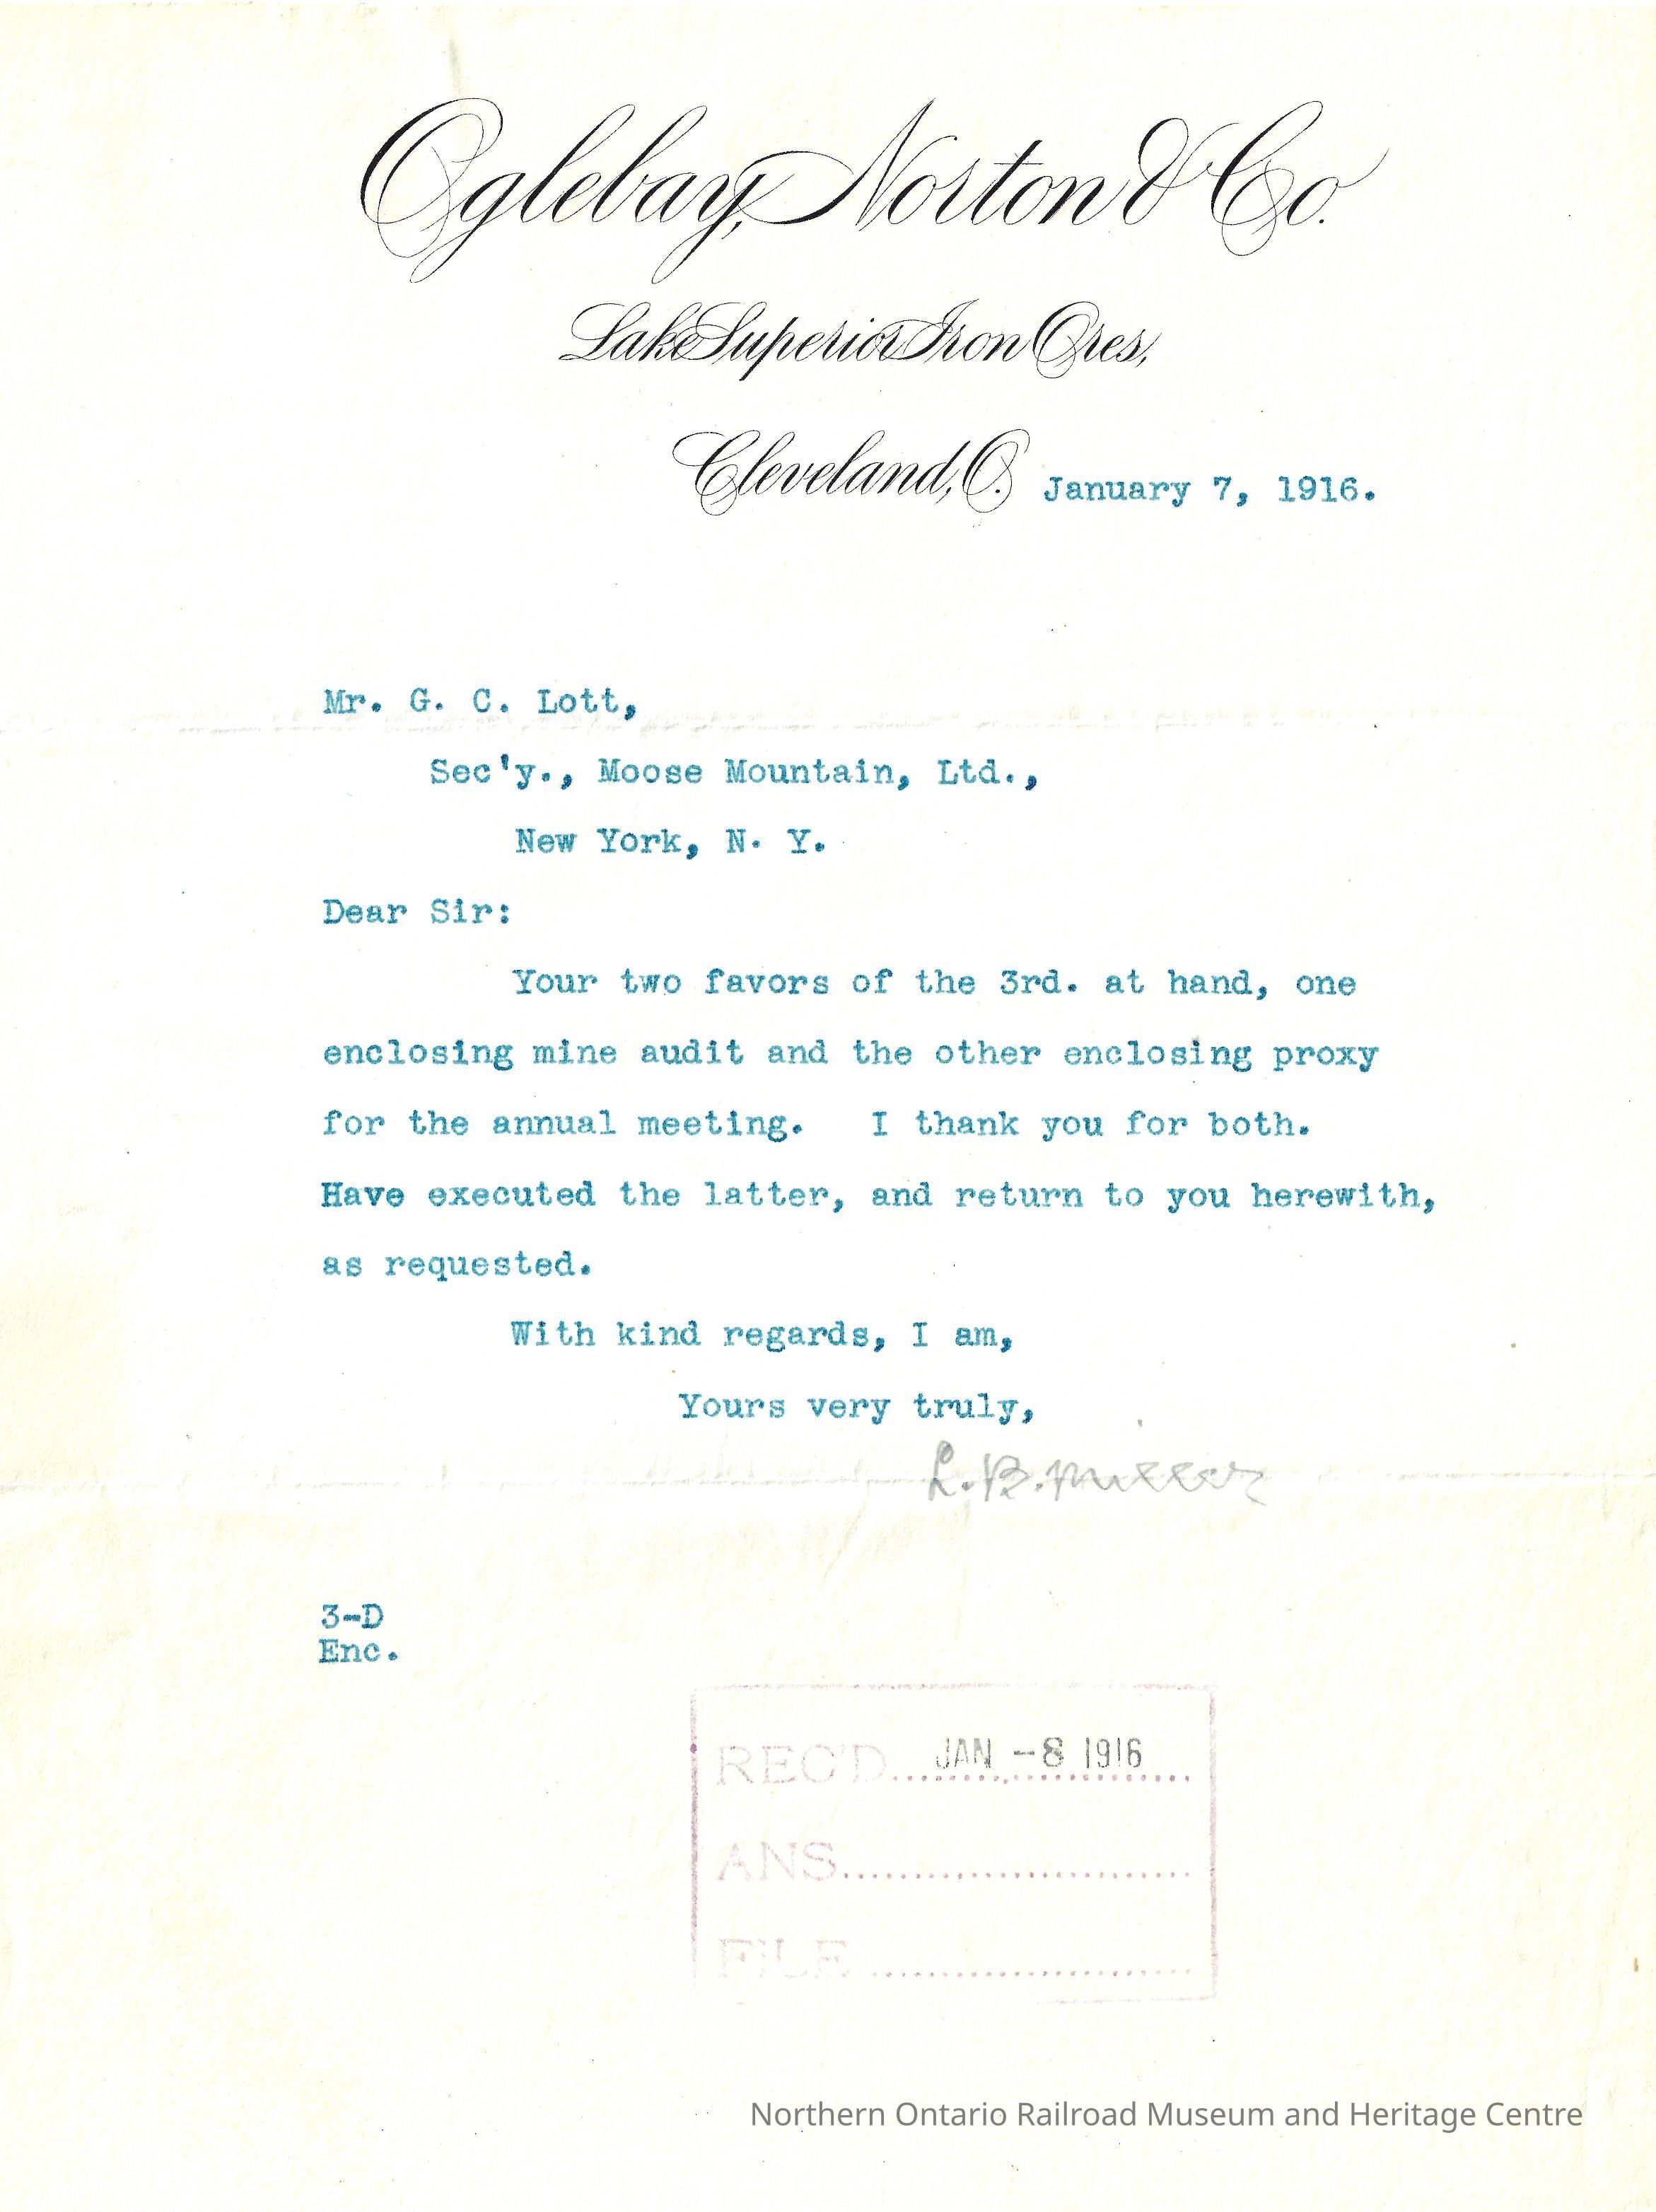 Oglebay, Norton & Co.
Lake Superior Iron Ores,
Cleveland, O. January 7, 1916.
Mr. G. C. Lott,
Sec'y., Moose Mountain, Ltd.,
New York, N. Y.
Dear Sir:
Your two favors of the 3rd. at hand, one
enclosing mine audit and the other enclosing proxy
for the annual meeting. I thank you for both.
Have executed the latter, and return to you herewith,
as requested.
With kind regards, I am,
Yours very truly,
L. B. Miller
3-D
Enc.
REC'D. JAN -8 1916
ANS.
FILE
Northern Ontario Railroad Museum and Heritage Centre